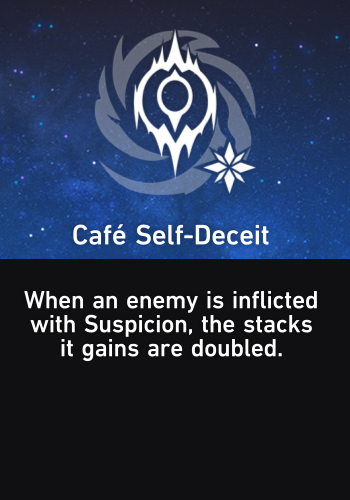 Café Self-Deceit
When an enemy is inflicted
with Suspicion, the stacks
it gains are doubled.